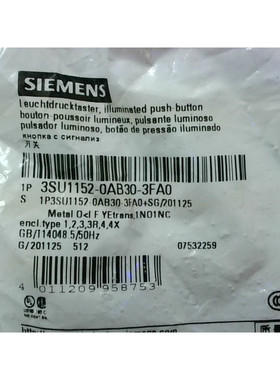 SIEMENS
Leuchtdrucktaster, illuminated push-button
bouton-poussoir lumineux, pulsante luminoso
pulsador luminoso, botão de pressão iluminado
кнопка с сигнализ
开关
1P 3SU1152-0AB30-3FA0
S 1P3SU1152-0AB30-3FA0+SG/201125
Metal Ocl F YEtrans,1NO1NC
encl.type 1,2,3,3R,4,4X
GB/T14048.5/50Hz
G/201125 512 07532259
4 011209 958753